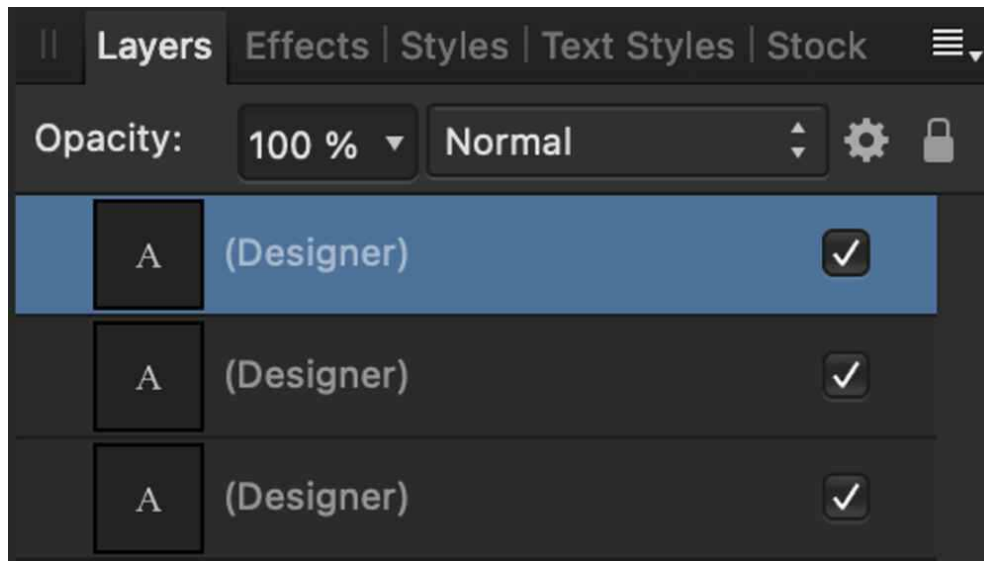 Layers Effects | Styles | Text Styles | Stock
Opacity: 100 % Normal
A (Designer)
A (Designer)
A (Designer)